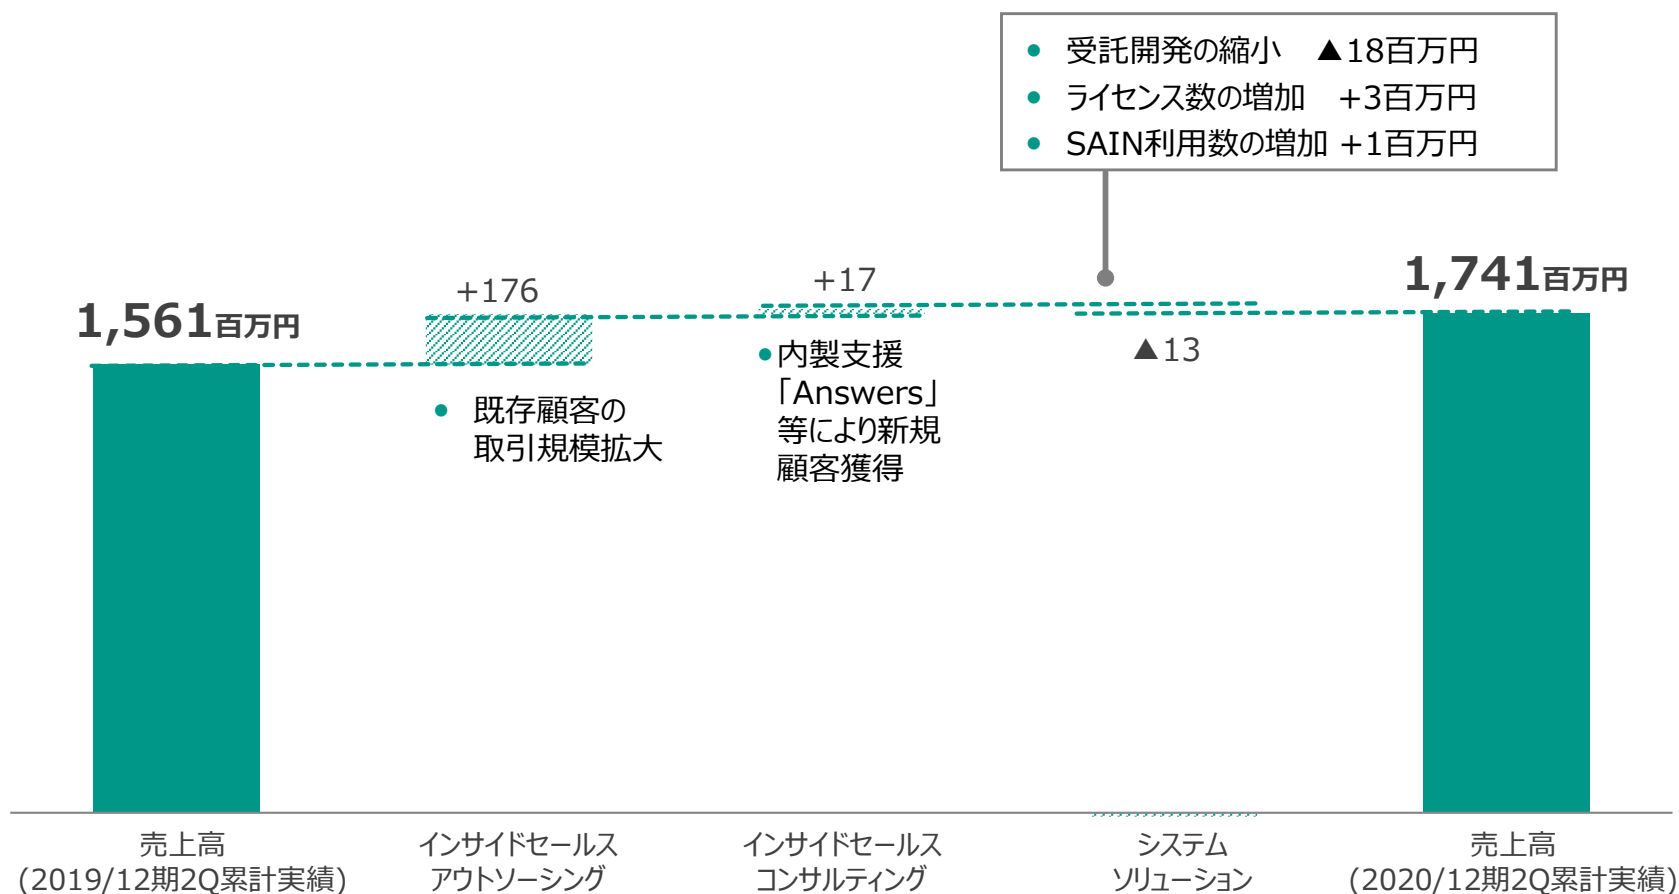 ● 受託開発の縮小　▲18百万円
● ライセンス数の増加　+3百万円
● SAIN利用数の増加 +1百万円
1,561百万円
+176
+17
▲13
1,741百万円
● 既存顧客の
取引規模拡大
●内製支援
「Answers」
等により新規
顧客獲得
売上高
(2019/12期2Q累計実績)
インサイドセールス
アウトソーシング
インサイドセールス
コンサルティング
システム
ソリューション
売上高
(2020/12期2Q累計実績)